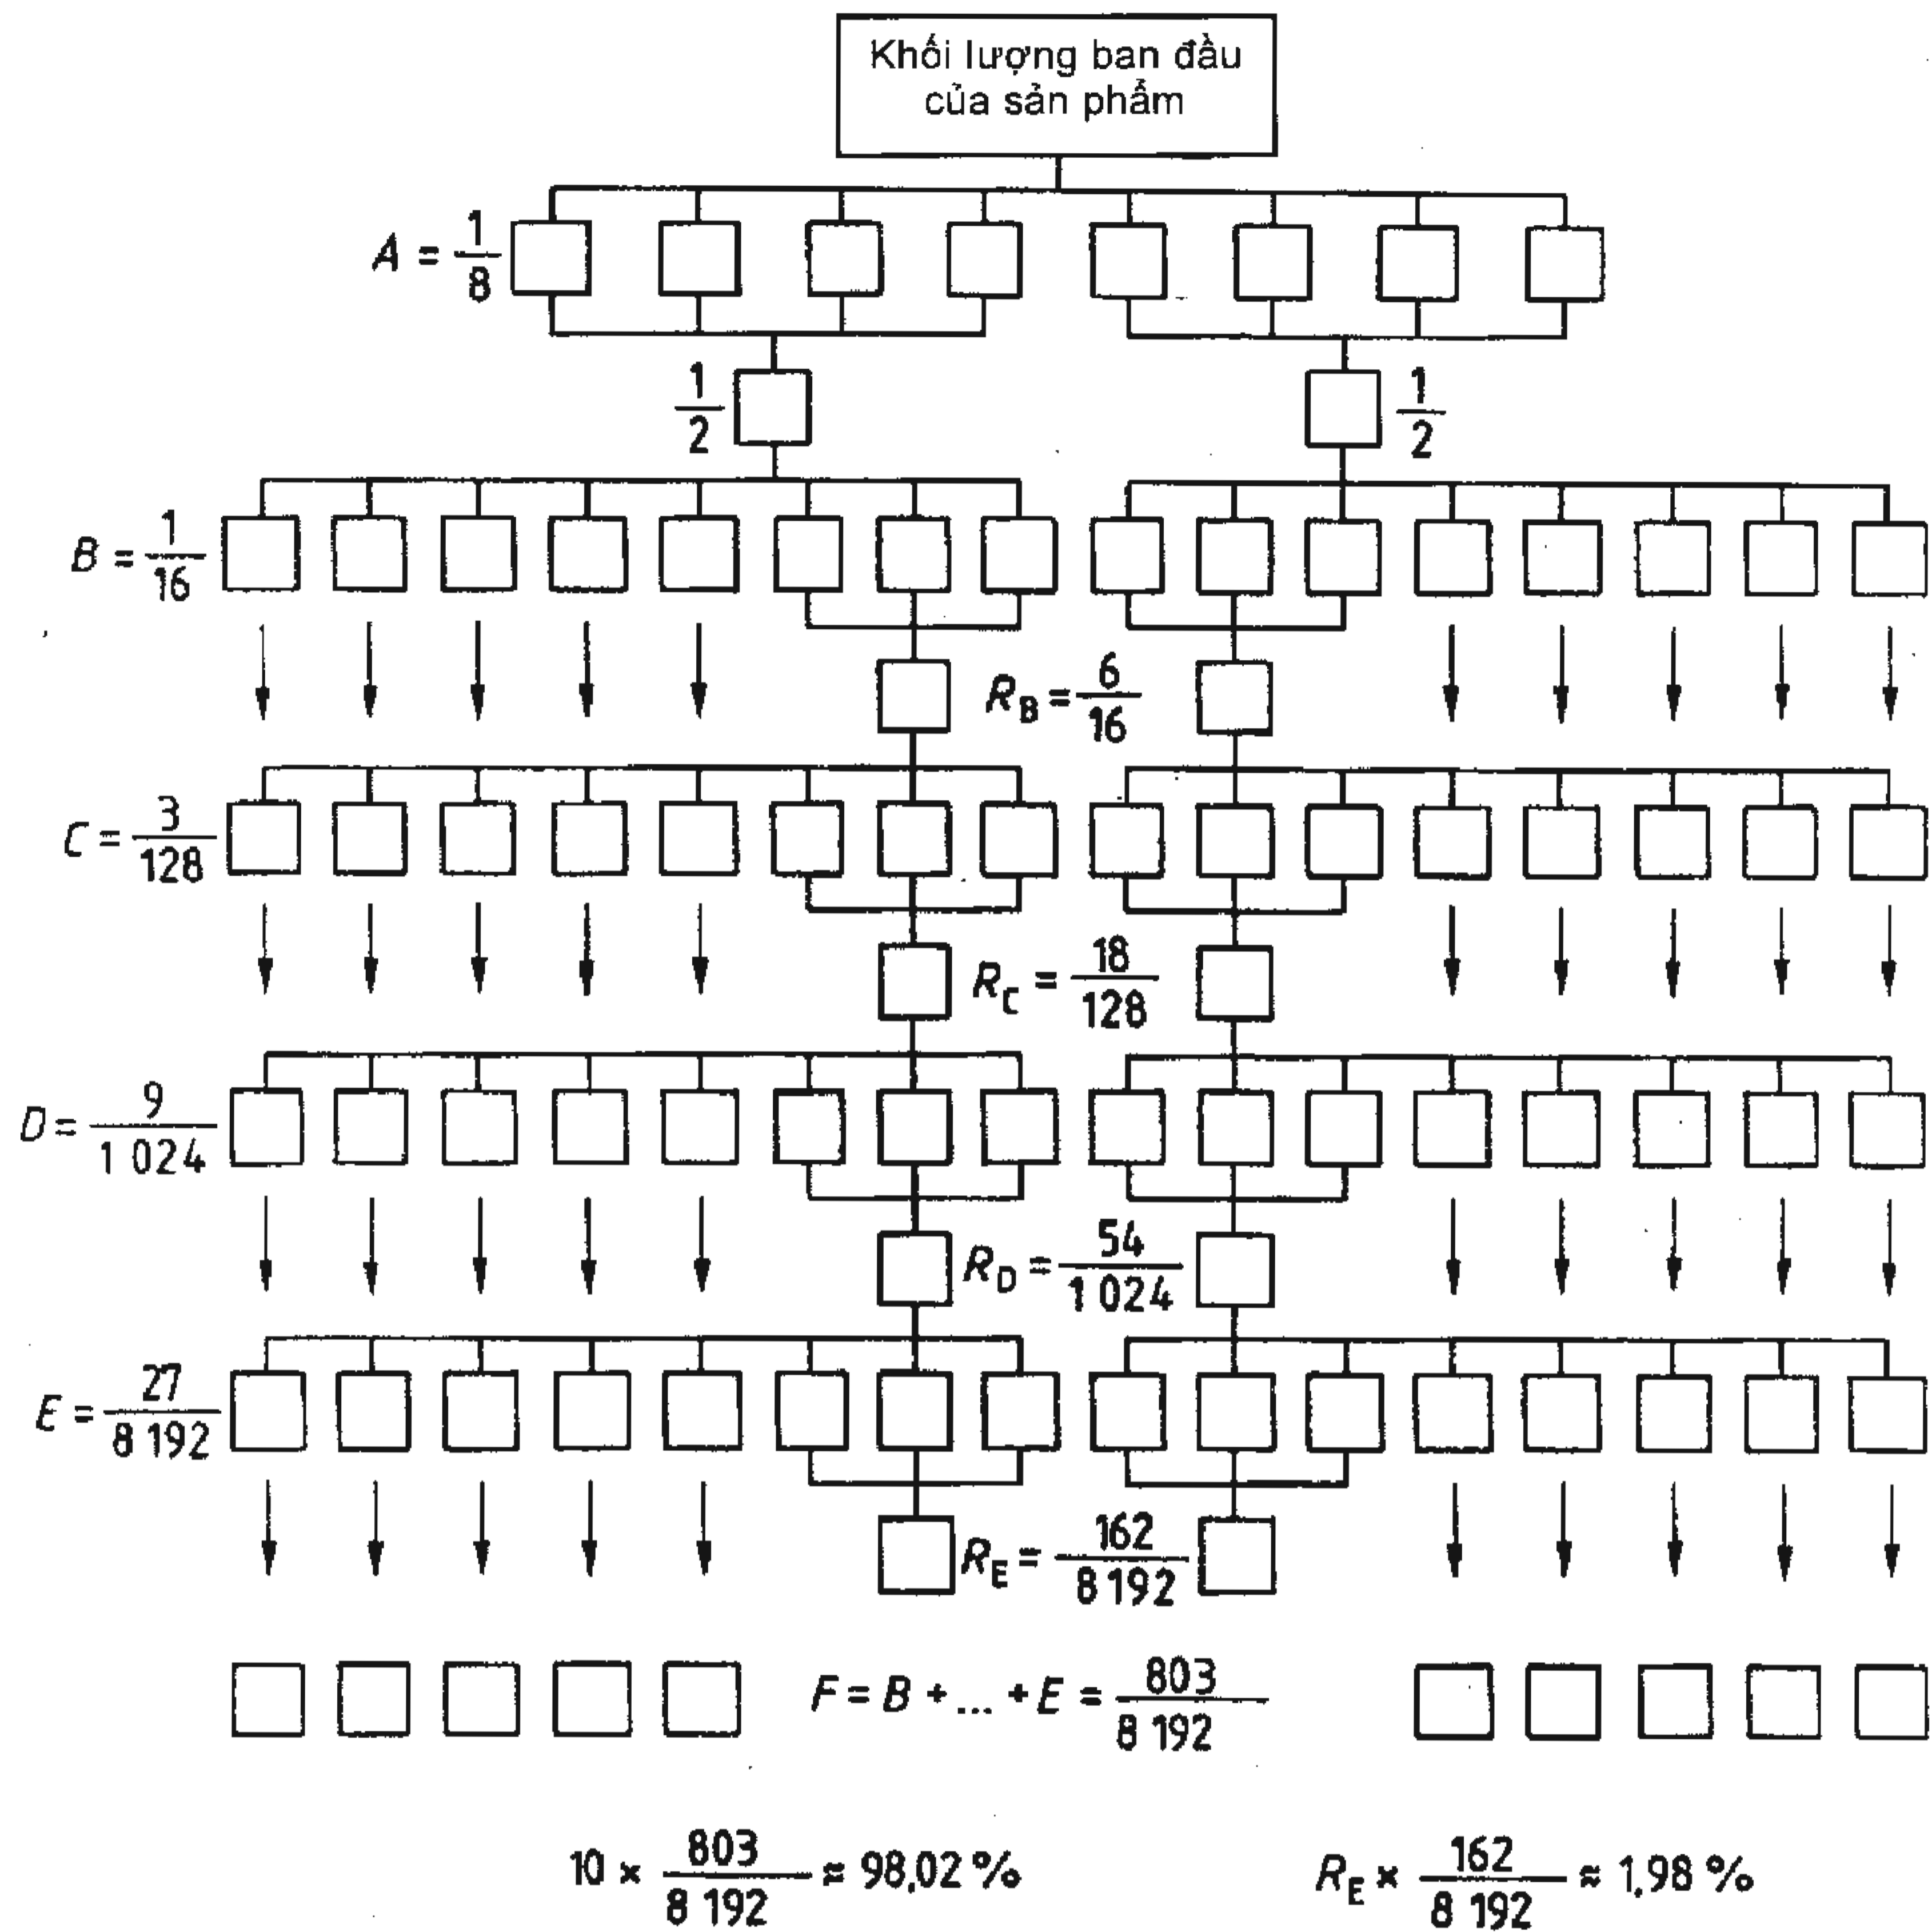 Khối lượng ban đầu
của sản phẩm
A = 1/8
1/2 1/2
B = 1/16
R_B = 6/16
C = 3/128
R_C = 18/128
D = 9/1 024
R_D = 54/1 024
E = 27/8 192
R_E = 162/8 192
F = B + ... + E = 803/8 192
10 × 803/8 192 ≈ 98,02 %
R_E × 162/8 192 ≈ 1,98 %